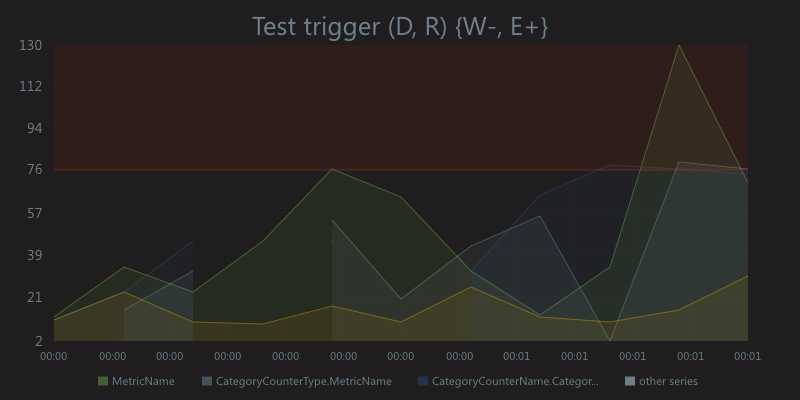 Test trigger (D, R) {W-, E+}
130
112
94
76
57
39
21
2
00:00 00:00 00:00 00:00 00:00 00:00 00:00 00:00 00:01 00:01 00:01 00:01 00:01
MetricName CategoryCounterType.MetricName CategoryCounterName.Categor... other series